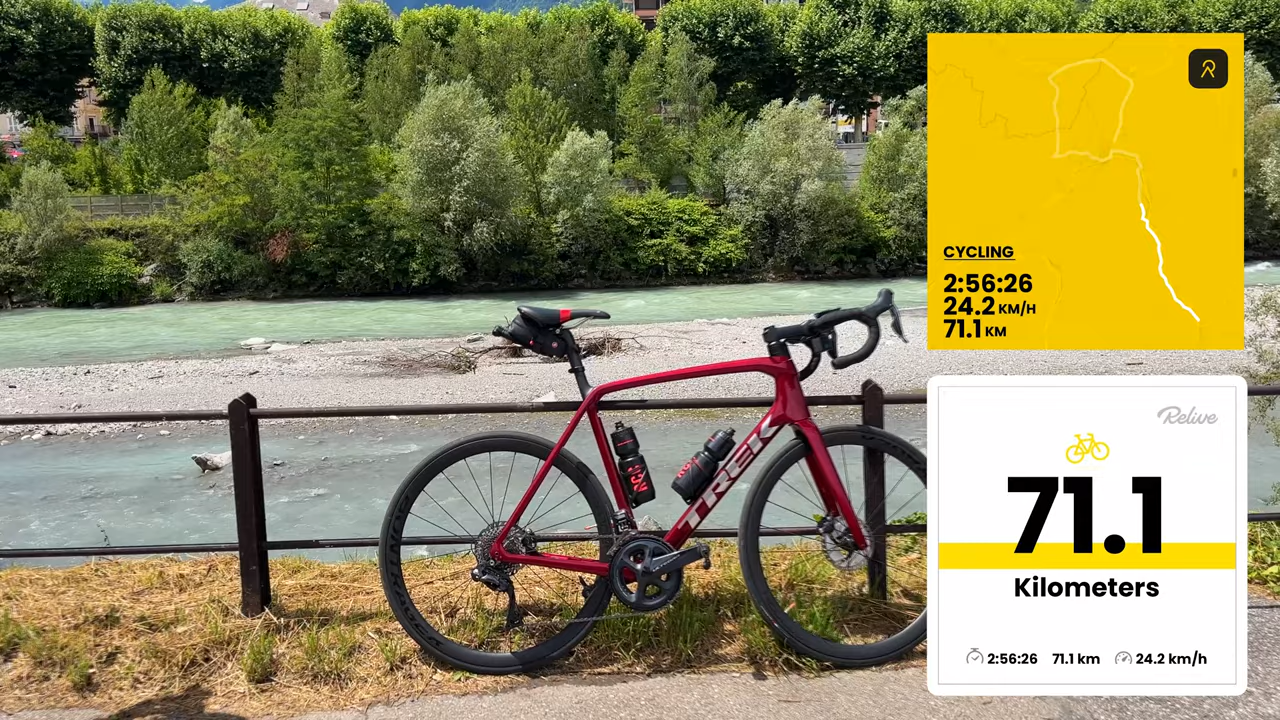 CYCLING
2:56:26
24.2 KM/H
71.1 KM
Relive
71.1
Kilometers
2:56:26 71.1 km 24.2 km/h
TREK